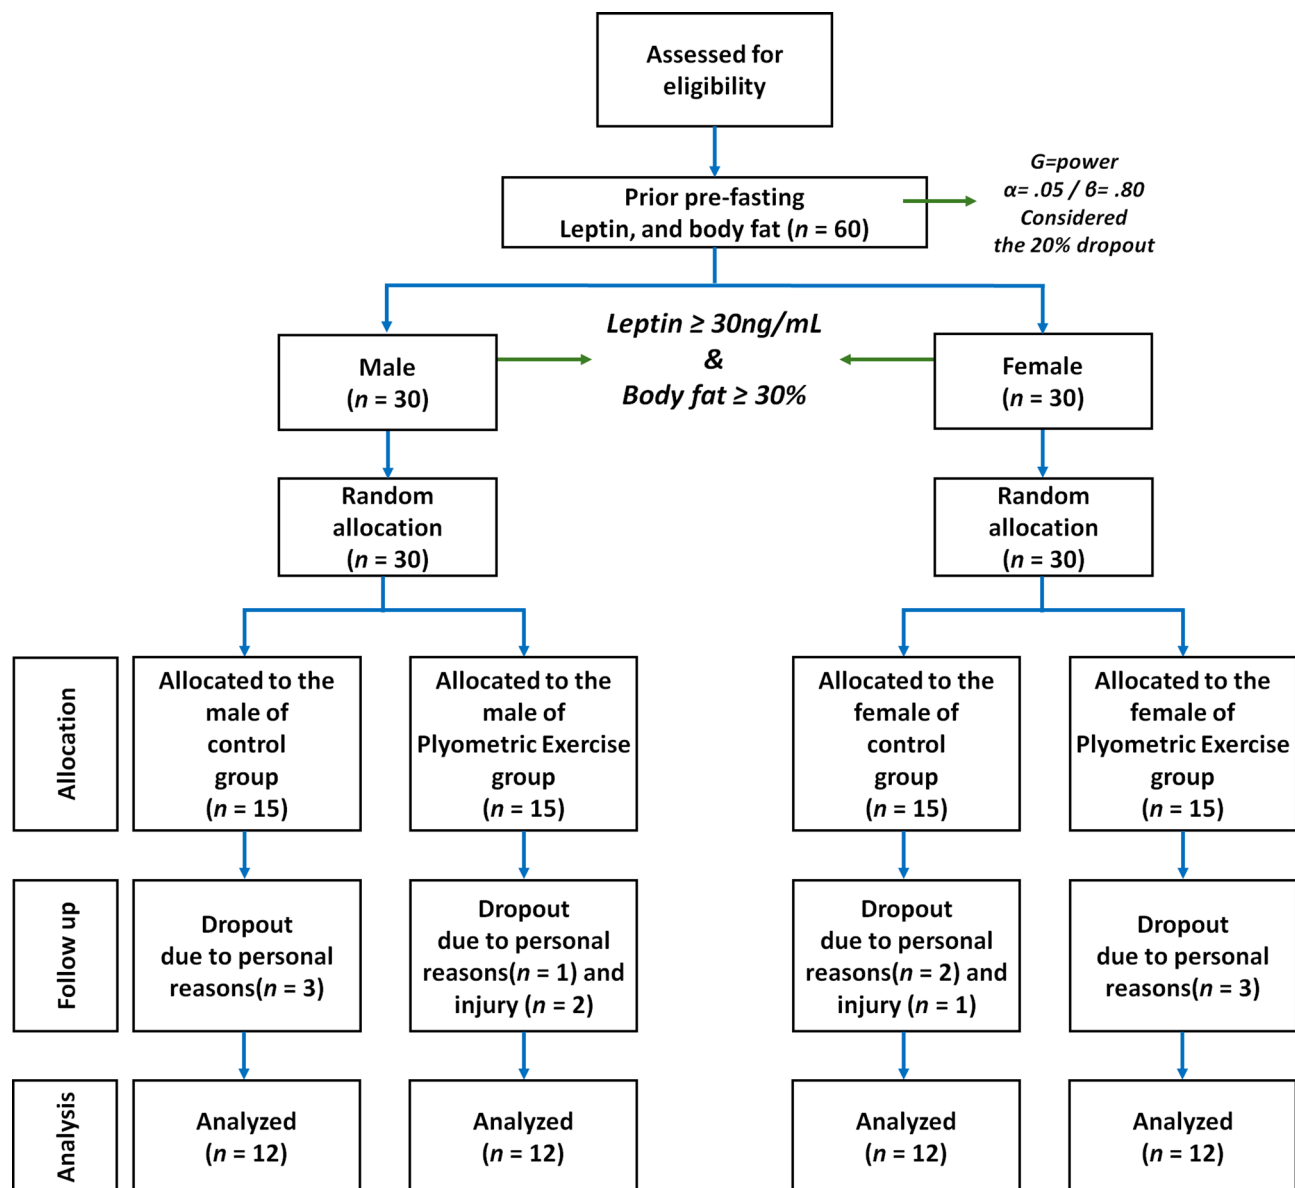 Assessed for
eligibility
Prior pre-fasting
Leptin, and body fat (n = 60)
G=power
α= .05 / β= .80
Considered
the 20% dropout
Leptin ≥ 30ng/mL
&
Body fat ≥ 30%
Male
(n = 30)
Female
(n = 30)
Random
allocation
(n = 30)
Random
allocation
(n = 30)
Allocation
Allocated to the
male of
control
group
(n = 15)
Allocated to the
male of
Plyometric Exercise
group
(n = 15)
Allocated to the
female of
control
group
(n = 15)
Allocated to the
female of
Plyometric Exercise
group
(n = 15)
Follow up
Dropout
due to personal
reasons(n = 3)
Dropout
due to personal
reasons(n = 1) and
injury (n = 2)
Dropout
due to personal
reasons(n = 2) and
injury (n = 1)
Dropout
due to personal
reasons(n = 3)
Analysis
Analyzed
(n = 12)
Analyzed
(n = 12)
Analyzed
(n = 12)
Analyzed
(n = 12)